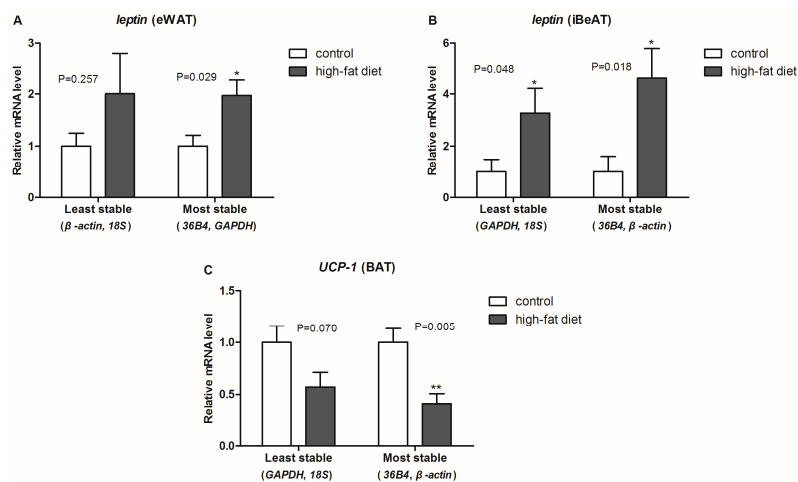 A
leptin (eWAT)
Relative mRNA level
3
2
1
0
P=0.257
P=0.029
*
control
high-fat diet
Least stable
(β-actin, 18S)
Most stable
(36B4, GAPDH)
B
leptin (iBeAT)
Relative mRNA level
6
4
2
0
P=0.048
*
P=0.018
*
control
high-fat diet
Least stable
(GAPDH, 18S)
Most stable
(36B4, β-actin)
C
UCP-1 (BAT)
Relative mRNA level
1.5
1.0
0.5
0.0
P=0.070
P=0.005
**
control
high-fat diet
Least stable
(GAPDH, 18S)
Most stable
(36B4, β-actin)